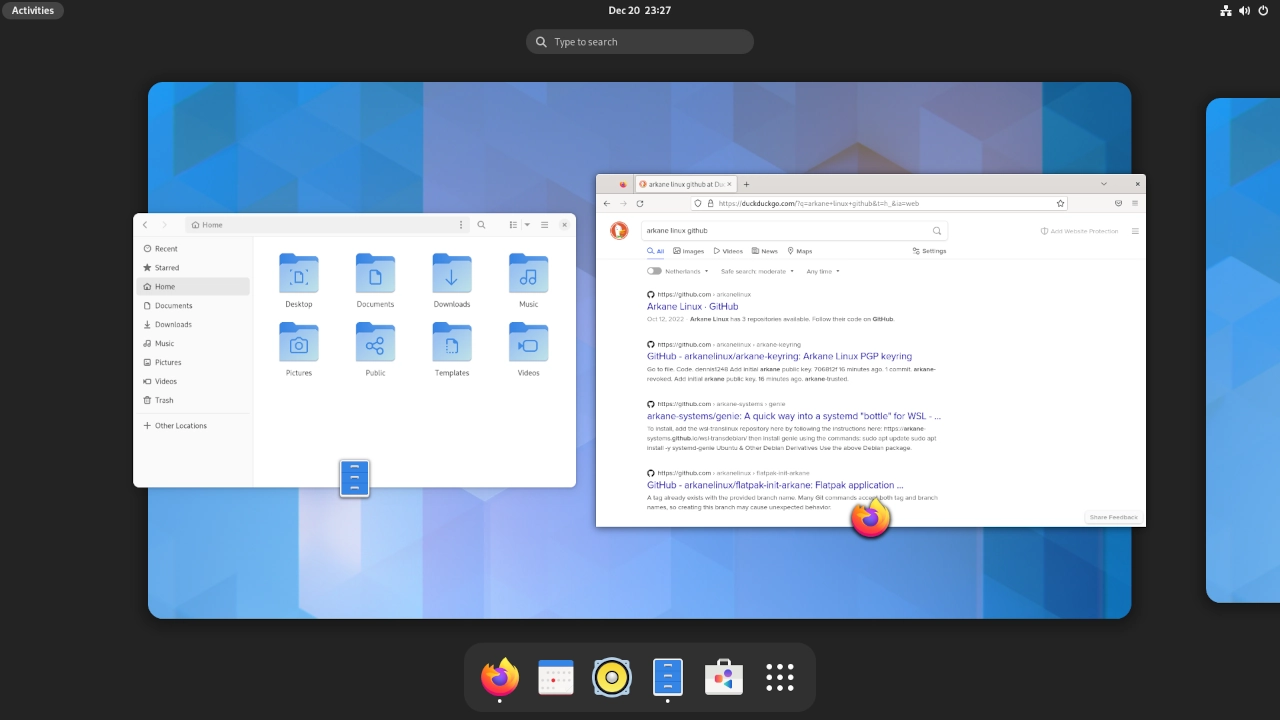 Activities
Dec 20 23:27
Type to search
Home
Recent
Starred
Home
Documents
Downloads
Music
Pictures
Videos
Trash
Other Locations
Desktop
Documents
Downloads
Music
Pictures
Public
Templates
Videos
arkane linux github at Du
https://duckduckgo.com/?q=arkane+linux+github&t=h_&ia=web
arkane linux github
Add Website Protection
All Images Videos News Maps Settings
Netherlands Safe search: moderate Any time
https://github.com › arkanelinux
Arkane Linux · GitHub
Oct 12, 2022 · Arkane Linux has 3 repositories available. Follow their code on GitHub.
https://github.com › arkanelinux › arkane-keyring
GitHub - arkanelinux/arkane-keyring: Arkane Linux PGP keyring
Go to file. Code. dennis1248 Add initial arkane public key. 706812f 16 minutes ago. 1 commit. arkane-
revoked. Add initial arkane public key. 16 minutes ago. arkane-trusted.
https://github.com › arkane-systems › genie
arkane-systems/genie: A quick way into a systemd "bottle" for WSL - ...
To install, add the wsl-translinux repository here by following the instructions here: https://arkane-
systems.github.io/wsl-transdebian/ then install genie using the commands: sudo apt update sudo apt
install -y systemd-genie Ubuntu & Other Debian Derivatives Use the above Debian package.
https://github.com › arkanelinux › flatpak-init-arkane
GitHub - arkanelinux/flatpak-init-arkane: Flatpak application ...
A tag already exists with the provided branch name. Many Git commands accept both tag and branch
names, so creating this branch may cause unexpected behavior.
Share Feedback